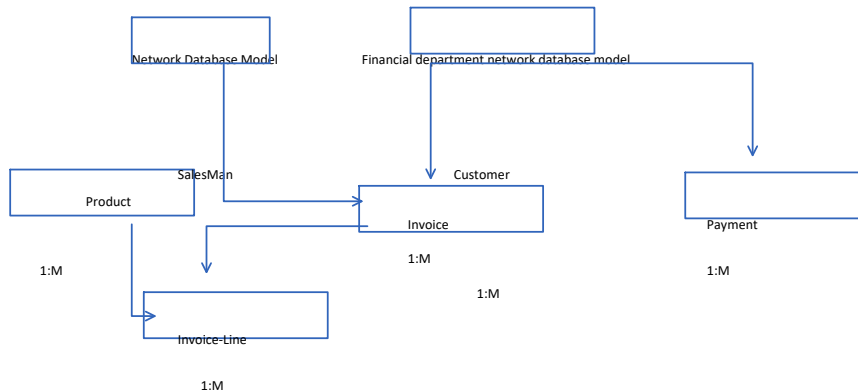 Network Database Model
Financial department network database model
SalesMan
Customer
Product
Invoice
Payment
1:M
1:M
1:M
1:M
Invoice-Line
1:M